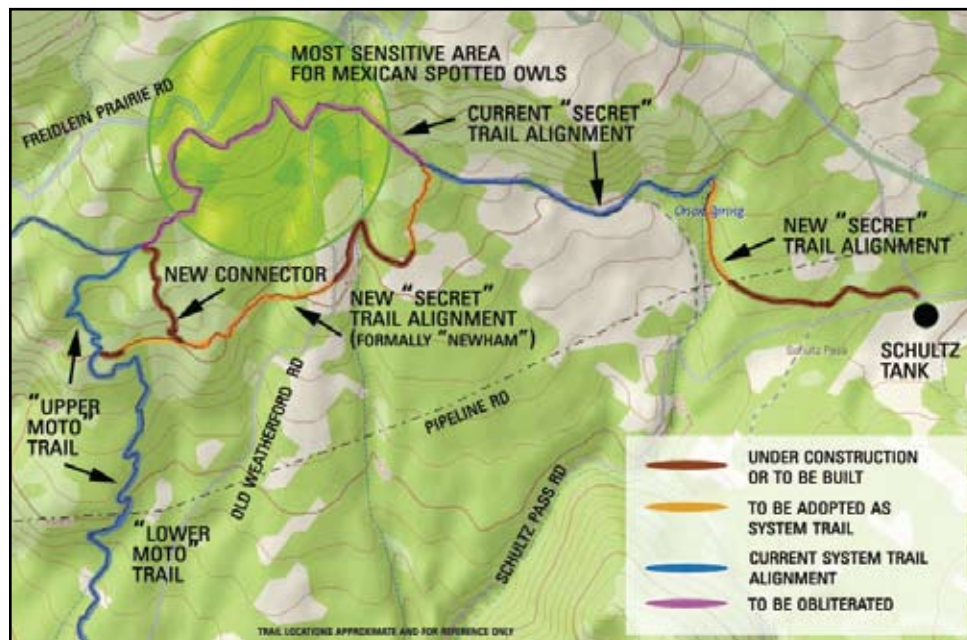 MOST SENSITIVE AREA
FOR MEXICAN SPOTTED OWLS
FREIDLEIN PRAIRIE RD
CURRENT "SECRET"
TRAIL ALIGNMENT
NEW "SECRET"
TRAIL ALIGNMENT
NEW CONNECTOR
NEW "SECRET"
TRAIL ALIGNMENT
(FORMALLY "NEWHAM")
Schultz Pass
SCHULTZ
TANK
"UPPER
MOTO"
TRAIL
OLD WEATHERFORD RD
PIPELINE RD
SCHULTZ PASS RD
"LOWER
MOTO"
TRAIL
UNDER CONSTRUCTION
OR TO BE BUILT
TO BE ADOPTED AS
SYSTEM TRAIL
CURRENT SYSTEM TRAIL
ALIGNMENT
TO BE OBLITERATED
TRAIL LOCATIONS APPROXIMATE AND FOR REFERENCE ONLY